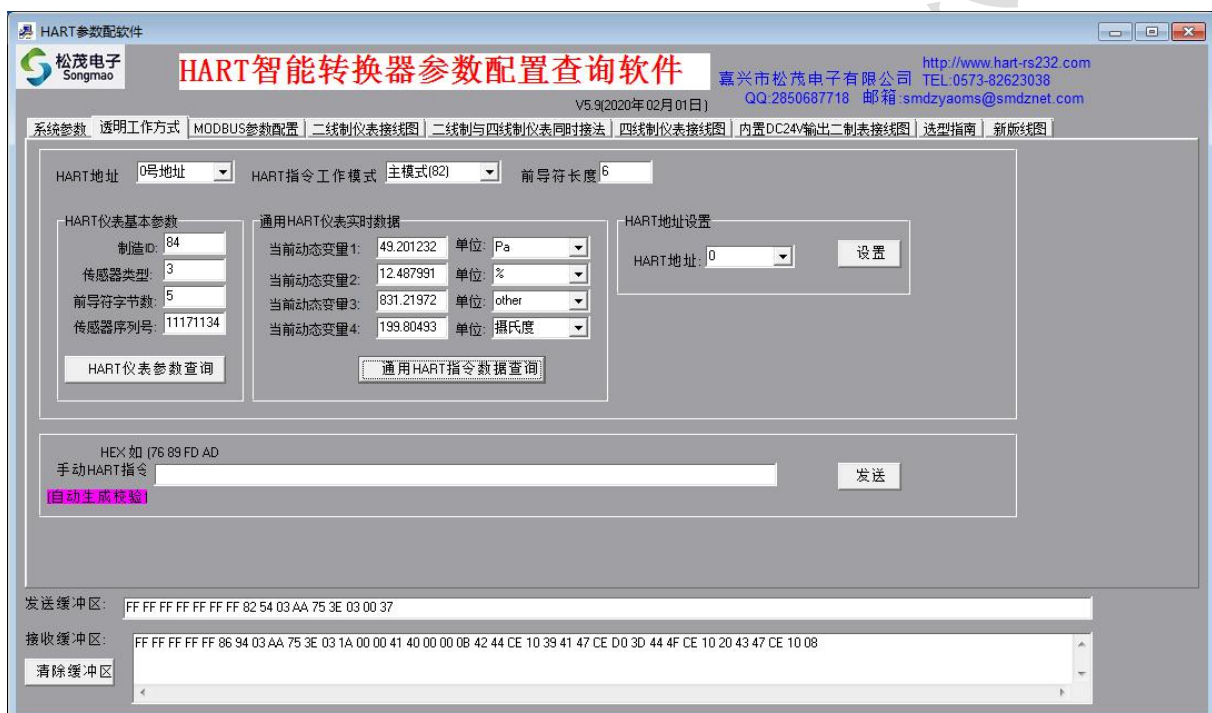 HART参数配软件
松茂电子
Songmao
HART智能转换器参数配置查询软件
http://www.hart-rs232.com
嘉兴市松茂电子有限公司 TEL:0573-82623038
V5.9(2020年02月01日)
QQ:2850687718 邮箱:smdzyaoms@smdznet.com
系统参数 透明工作方式 MODBUS参数配置 二线制仪表接线图 二线制与四线制仪表同时接法 四线制仪表接线图 内置DC24V输出二制表接线图 选型指南 新版线图
HART地址 0号地址 HART指令工作模式 主模式(82) 前导符长度 6
HART仪表基本参数
制造ID: 84
传感器类型: 3
前导符字节数: 5
传感器序列号: 11171134
HART仪表参数查询
通用HART仪表实时数据
当前动态变量1: 49.201232 单位: Pa
当前动态变量2: 12.487991 单位: %
当前动态变量3: 831.21972 单位: other
当前动态变量4: 199.80493 单位: 摄氏度
通用HART指令数据查询
HART地址设置
HART地址: 0 设置
HEX 如 (76 89 FD AD
手动HART指令 发送
(自动生成校验)
发送缓冲区: FF FF FF FF FF FF FF FF 82 54 03 AA 75 3E 03 00 37
接收缓冲区: FF FF FF FF FF 86 94 03 AA 75 3E 03 1A 00 00 41 40 00 00 0B 42 44 CE 10 39 41 47 CE D0 3D 44 4F CE 10 20 43 47 CE 10 08
清除缓冲区